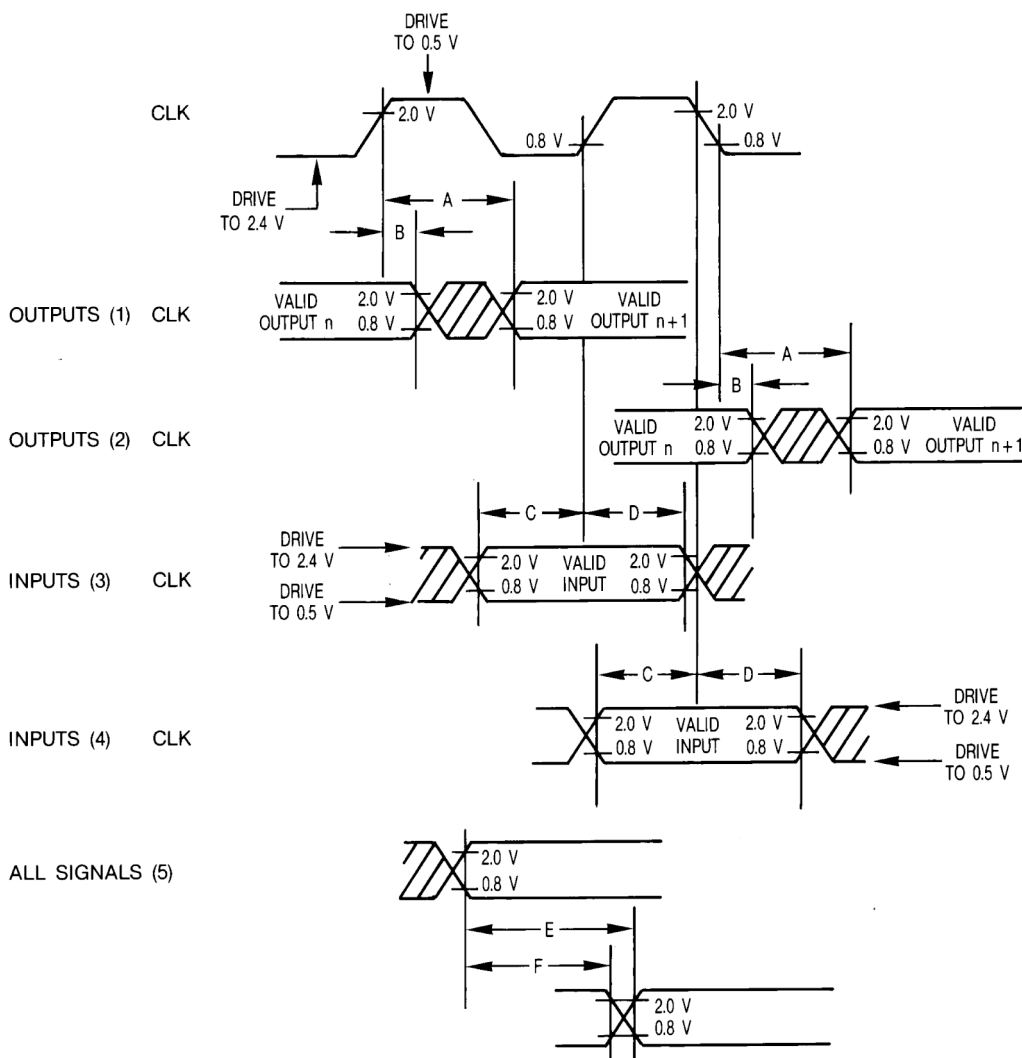 DRIVE
TO 0.5 V
CLK
2.0 V
0.8 V
2.0 V
0.8 V
DRIVE
TO 2.4 V
A
B
OUTPUTS (1) CLK
VALID
OUTPUT n
2.0 V
0.8 V
2.0 V
0.8 V
VALID
OUTPUT n+1
A
B
OUTPUTS (2) CLK
VALID
OUTPUT n
2.0 V
0.8 V
2.0 V
0.8 V
VALID
OUTPUT n+1
C
D
INPUTS (3) CLK
DRIVE
TO 2.4 V
DRIVE
TO 0.5 V
2.0 V
0.8 V
VALID
INPUT
2.0 V
0.8 V
C
D
INPUTS (4) CLK
2.0 V
0.8 V
VALID
INPUT
2.0 V
0.8 V
DRIVE
TO 2.4 V
DRIVE
TO 0.5 V
ALL SIGNALS (5)
2.0 V
0.8 V
E
F
2.0 V
0.8 V